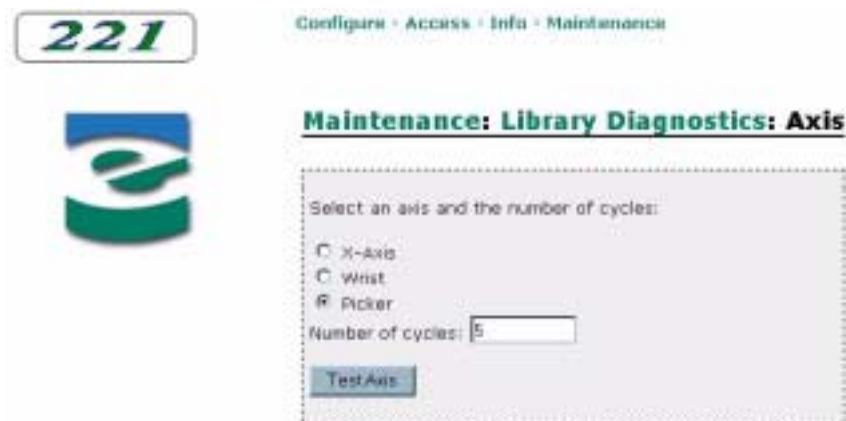 221
Configure - Access - Info - Maintenance
Maintenance: Library Diagnostics: Axis
Select an axis and the number of cycles:
X-Axis
Wrist
Picker
Number of cycles: 5
Test Axis